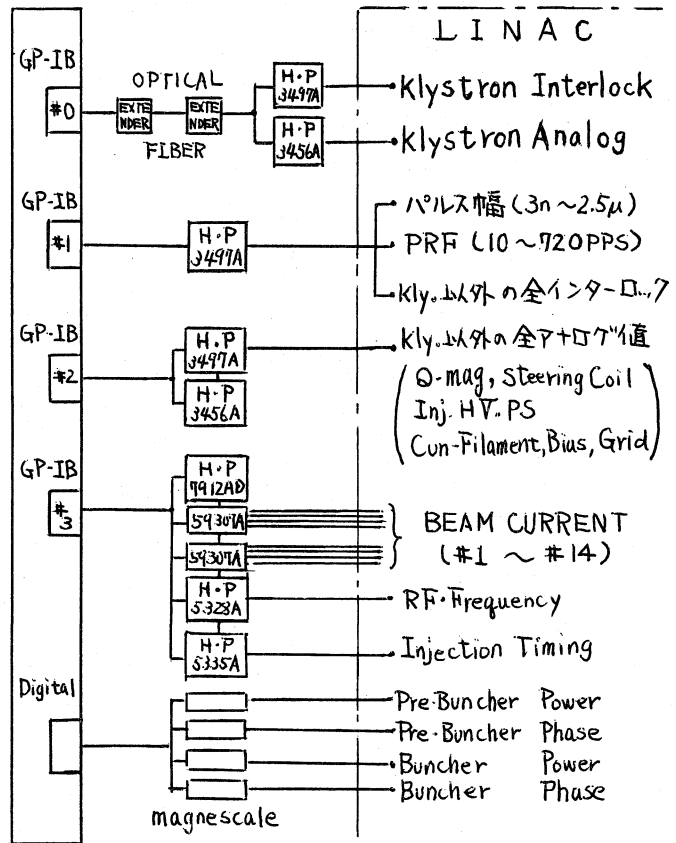 LINAC
GP-IB
#0
OPTICAL
EXTE
NDER
EXTE
NDER
FIBER
H・P
3497A
Klystron Interlock
H・P
3456A
Klystron Analog
GP-IB
#1
H・P
3497A
パルス幅(3n～2.5μ)
PRF (10～720PPS)
Kly.以外の全インターロック
GP-IB
#2
H・P
3497A
H・P
3456A
Kly.以外の全アナログ値
Q-mag, Steering Coil
Inj. HV. PS
Cun-Filament, Bias, Grid
GP-IB
#3
H・P
7912AD
59307A
59307A
BEAM CURRENT
(#1 ～ #14)
H・P
5328A
RF・Frequency
H・P
5335A
Injection Timing
Digital
Pre-Buncher Power
Pre-Buncher Phase
Buncher Power
Buncher Phase
magnescale